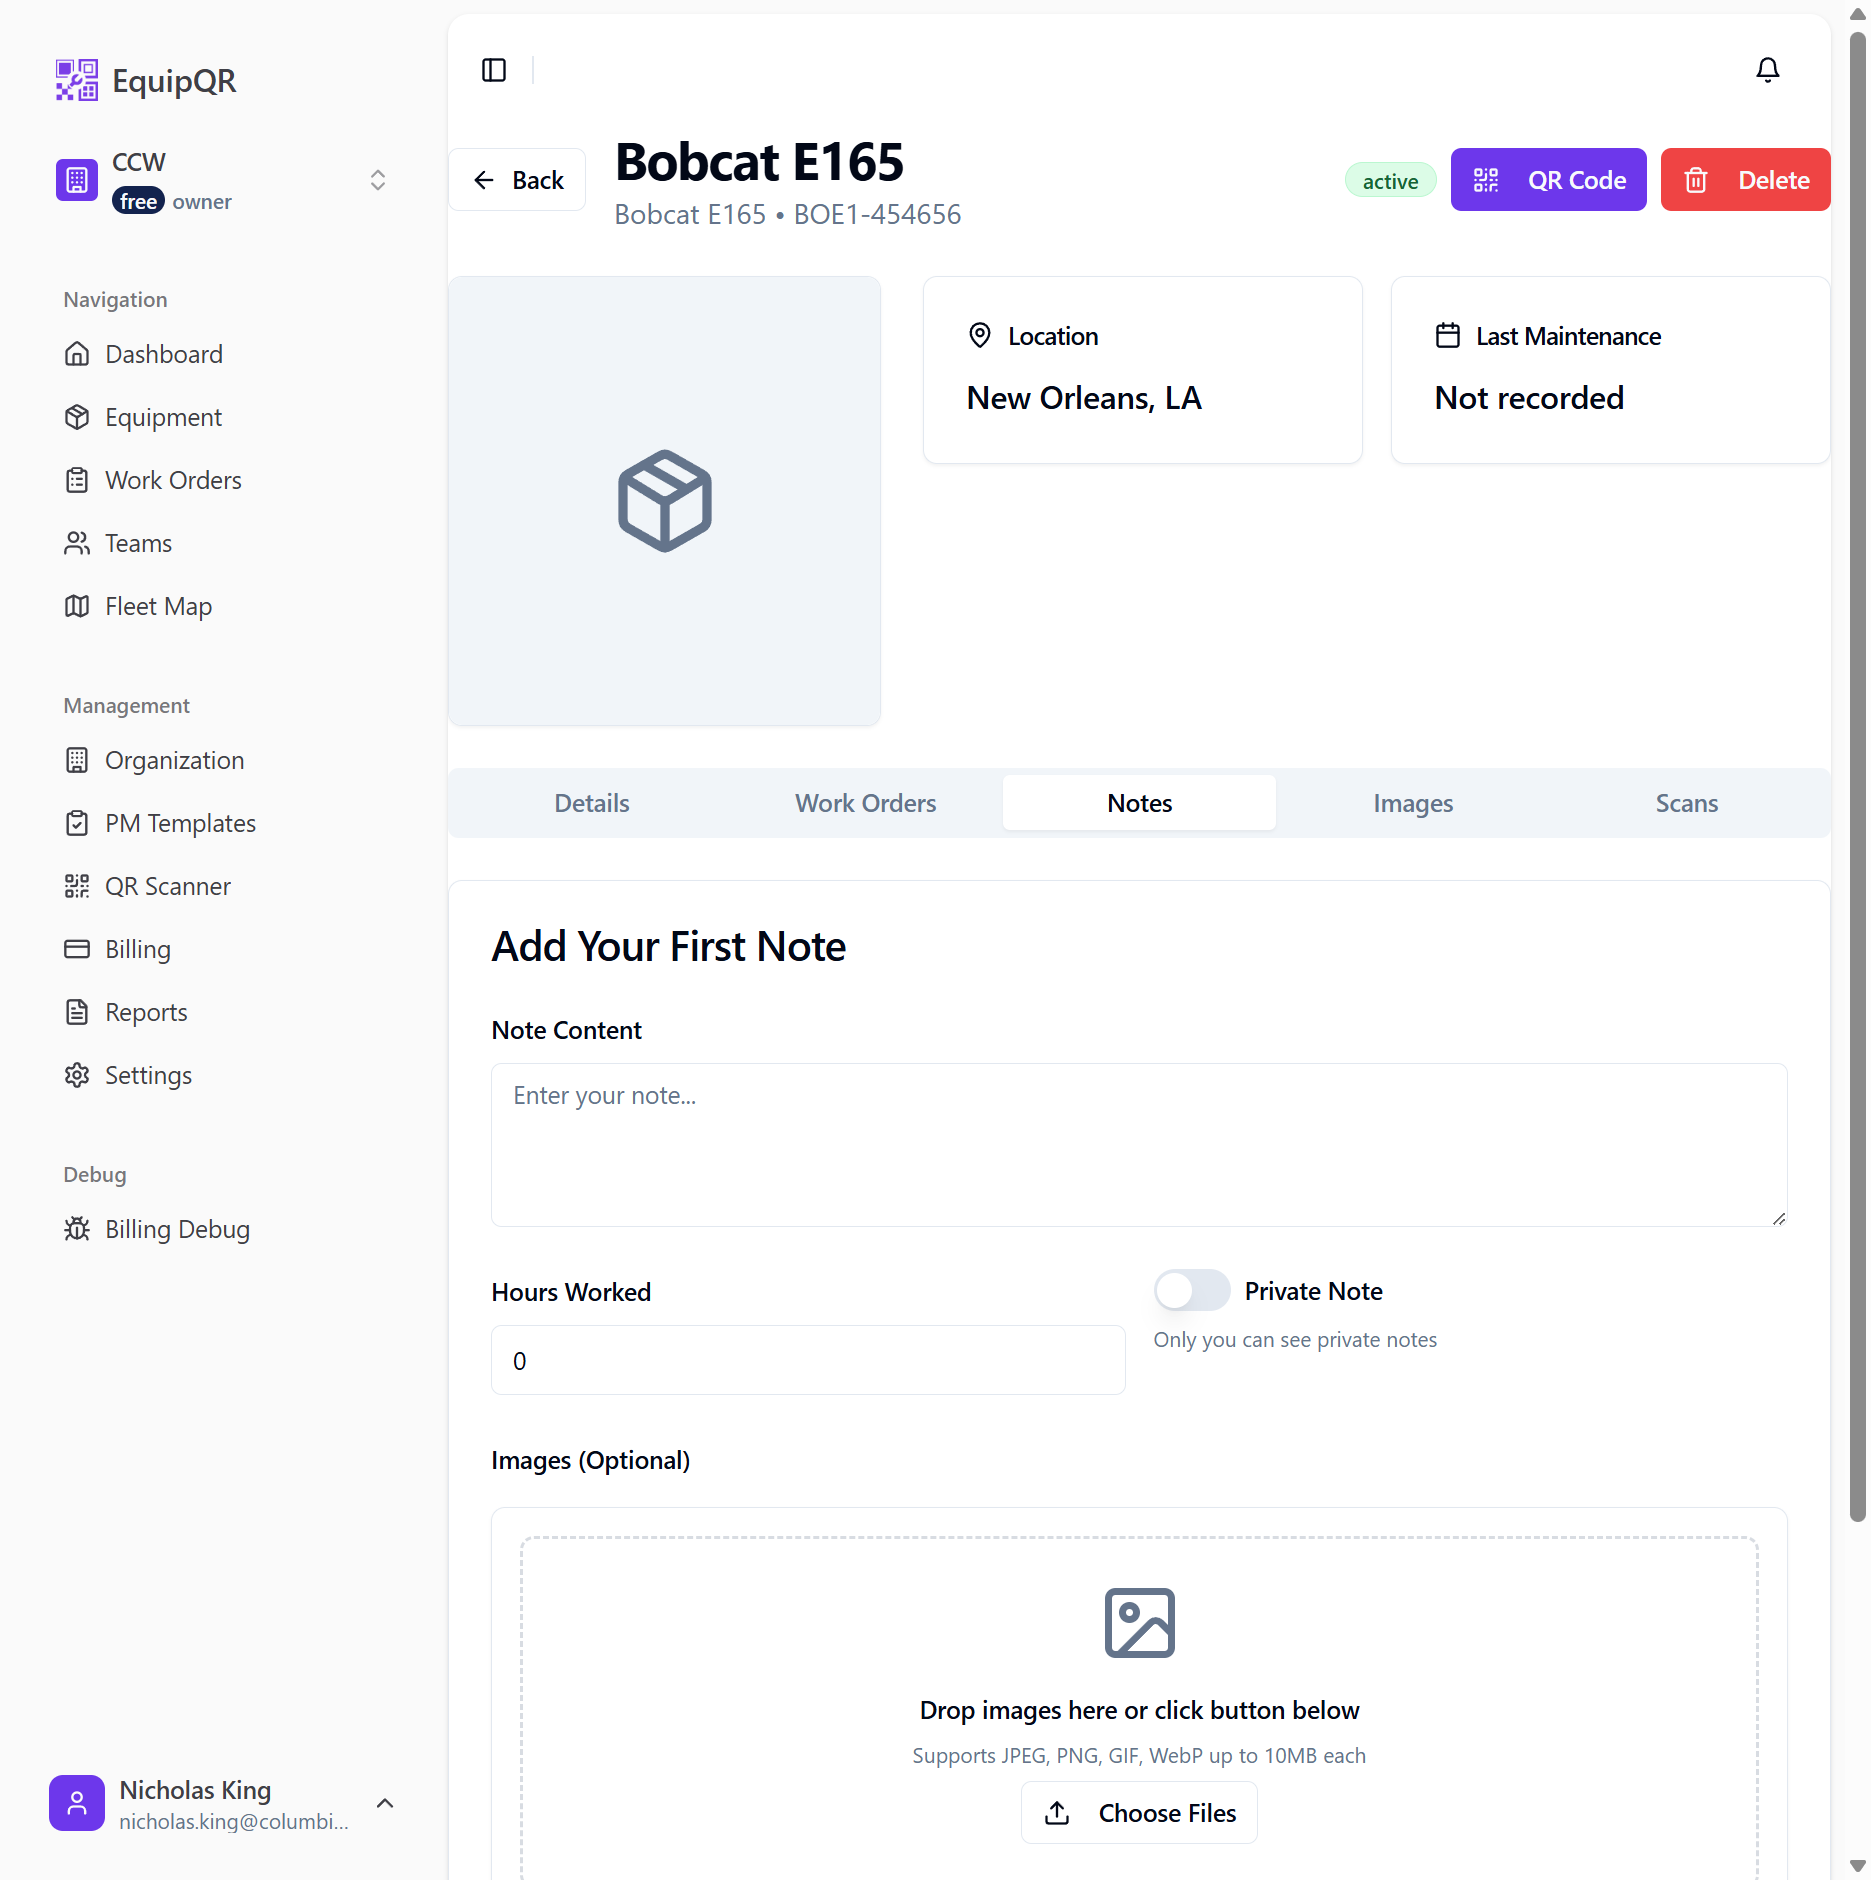 EquipQR
CCW
free owner
Navigation
Dashboard
Equipment
Work Orders
Teams
Fleet Map
Management
Organization
PM Templates
QR Scanner
Billing
Reports
Settings
Debug
Billing Debug
Nicholas King
nicholas.king@columbi...
Back
Bobcat E165
Bobcat E165 • BOE1-454656
active
QR Code
Delete
Location
New Orleans, LA
Last Maintenance
Not recorded
Details
Work Orders
Notes
Images
Scans
Add Your First Note
Note Content
Enter your note...
Hours Worked
0
Private Note
Only you can see private notes
Images (Optional)
Drop images here or click button below
Supports JPEG, PNG, GIF, WebP up to 10MB each
Choose Files